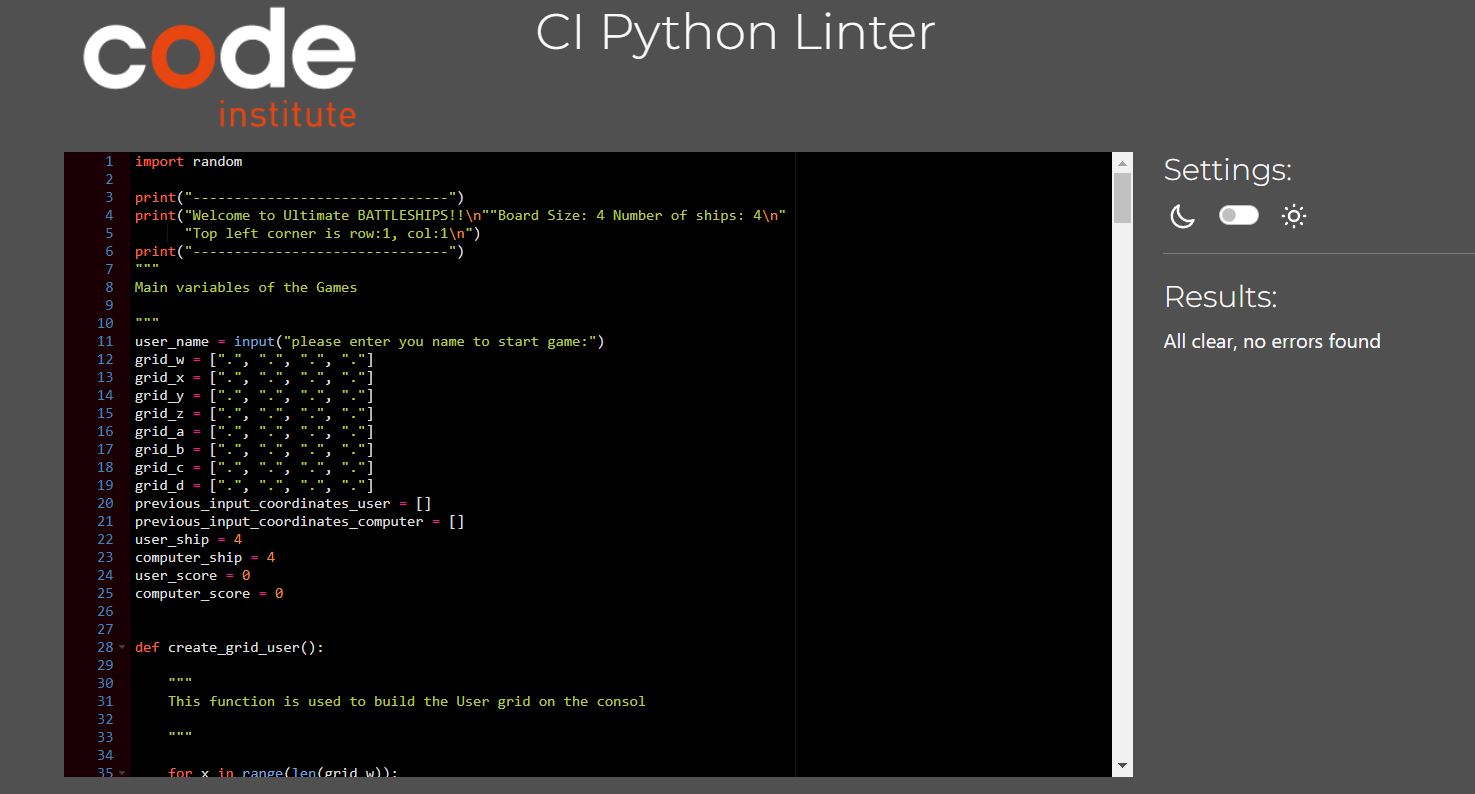 code
institute
CI Python Linter
1 import random
2
3 print("-------------------------------")
4 print("Welcome to Ultimate BATTLESHIPS!!\n""Board Size: 4 Number of ships: 4\n"
5       "Top left corner is row:1, col:1\n")
6 print("-------------------------------")
7 """
8 Main variables of the Games
9
10 """
11 user_name = input("please enter you name to start game:")
12 grid_w = [".", ".", ".", "."]
13 grid_x = [".", ".", ".", "."]
14 grid_y = [".", ".", ".", "."]
15 grid_z = [".", ".", ".", "."]
16 grid_a = [".", ".", ".", "."]
17 grid_b = [".", ".", ".", "."]
18 grid_c = [".", ".", ".", "."]
19 grid_d = [".", ".", ".", "."]
20 previous_input_coordinates_user = []
21 previous_input_coordinates_computer = []
22 user_ship = 4
23 computer_ship = 4
24 user_score = 0
25 computer_score = 0
26
27
28 def create_grid_user():
29
30     """
31     This function is used to build the User grid on the consol
32
33     """
34
35     for x in range(len(grid_w)):
Settings:
Results:
All clear, no errors found